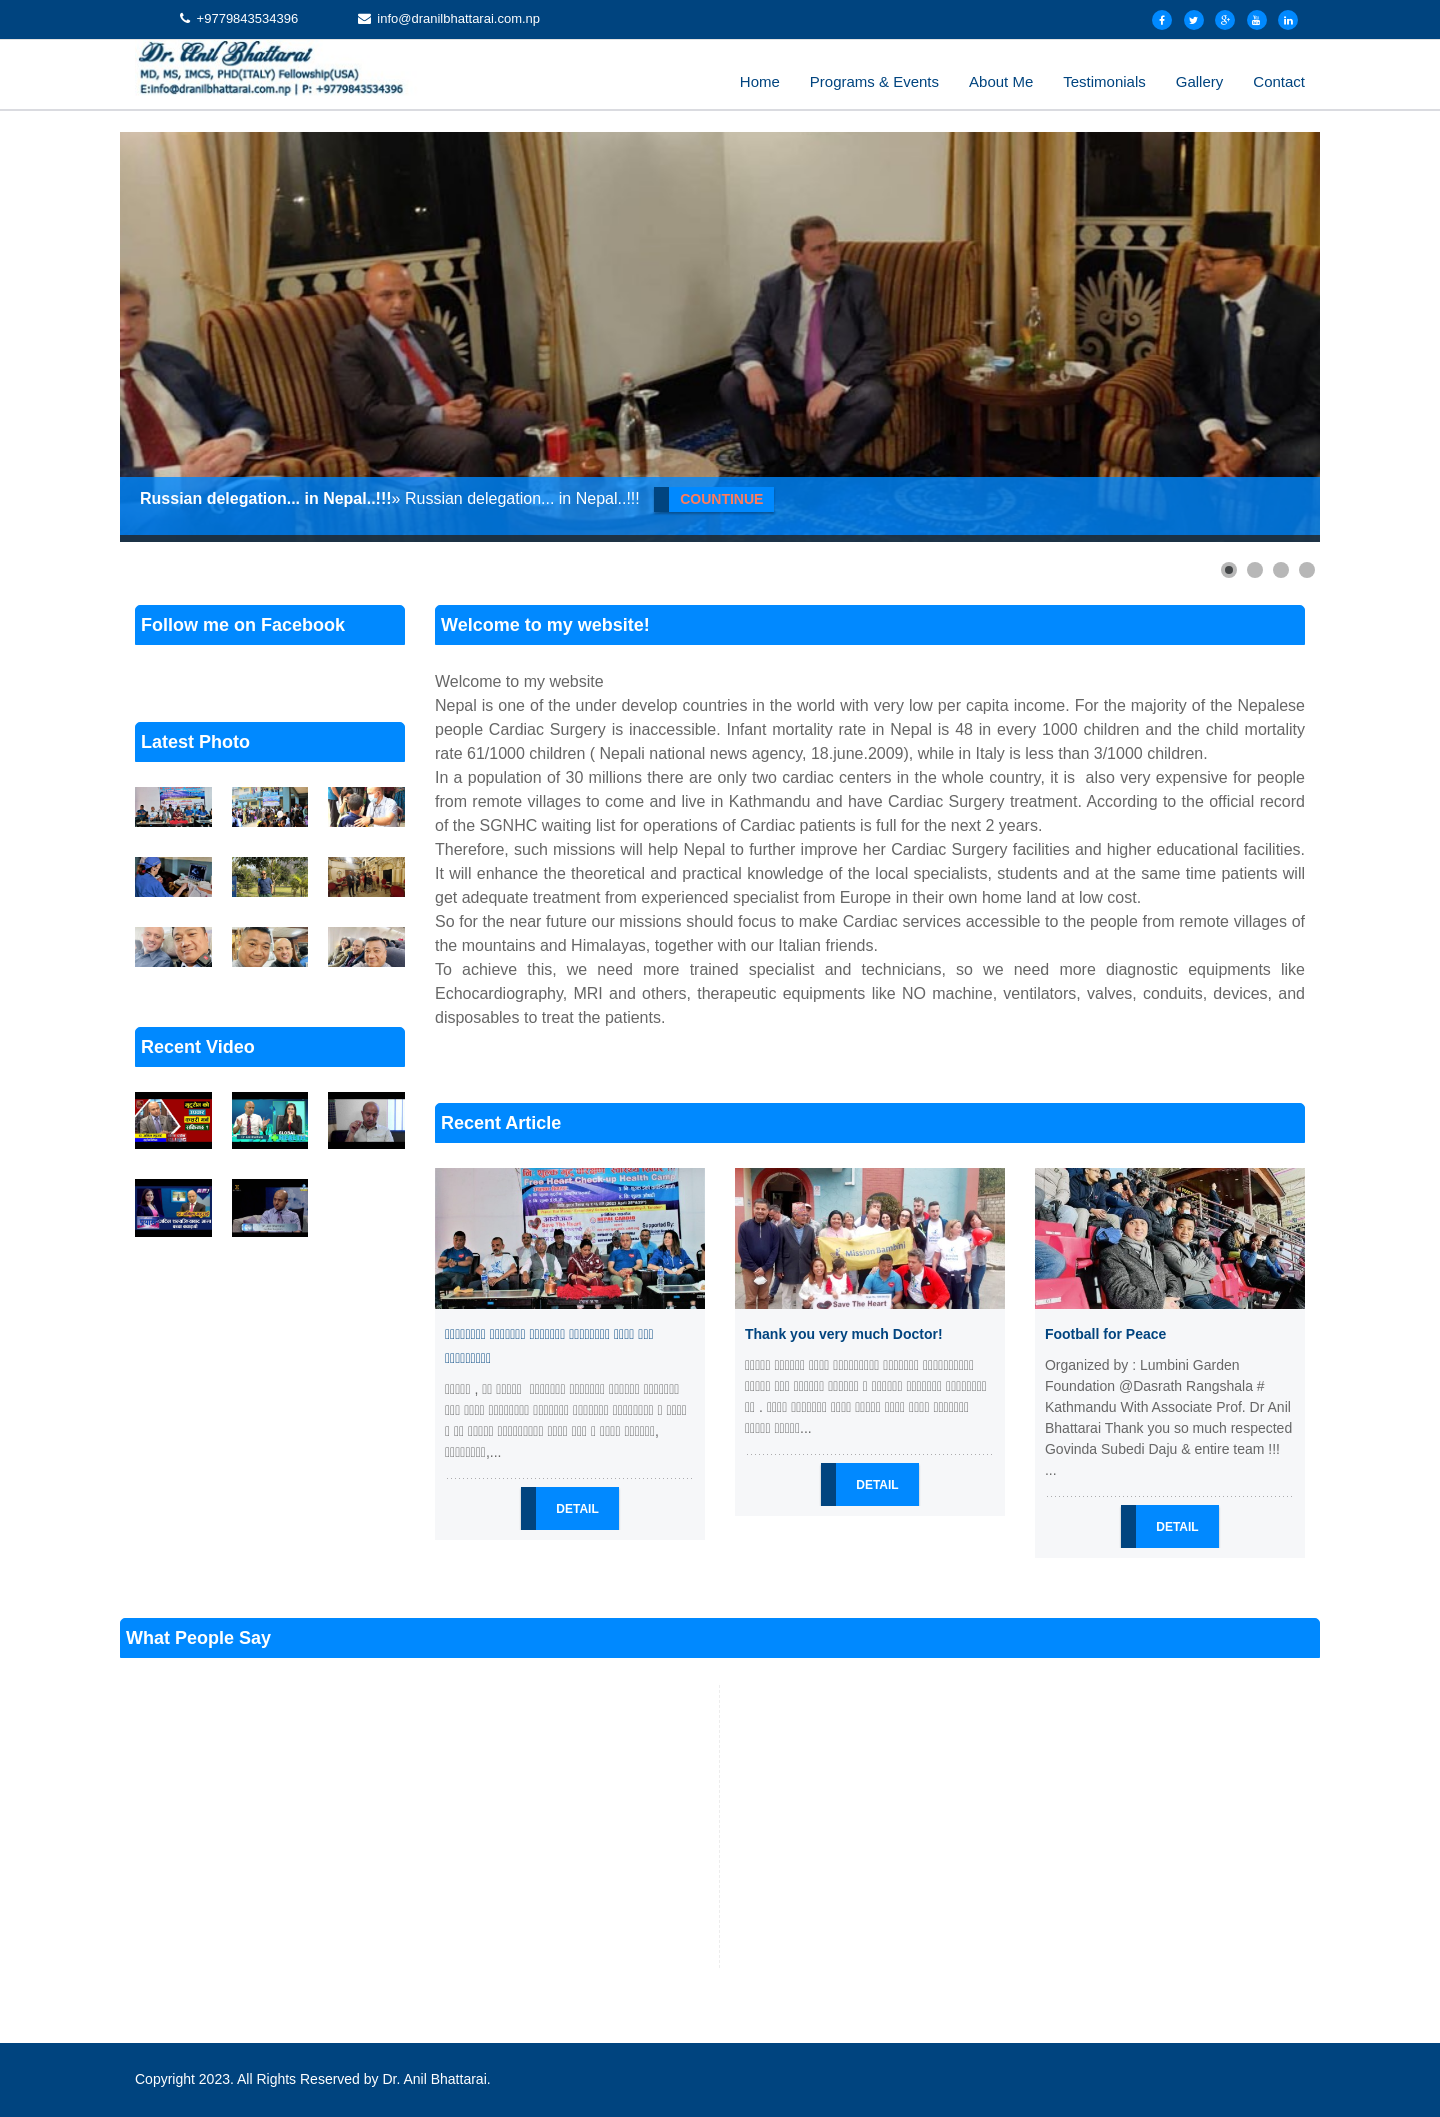 +9779843534396
info@dranilbhattarai.com.np
Dr. Anil Bhattarai
MD, MS, IMCS, PHD(ITALY) Fellowship(USA)
E:info@dranilbhattarai.com.np | P: +9779843534396
Home Programs & Events About Me Testimonials Gallery Contact
Russian delegation... in Nepal..!!!» Russian delegation... in Nepal..!!! COUNTINUE
Follow me on Facebook
Latest Photo
Recent Video
Welcome to my website!
Welcome to my website
Nepal is one of the under develop countries in the world with very low per capita income. For the majority of the Nepalese
people Cardiac Surgery is inaccessible. Infant mortality rate in Nepal is 48 in every 1000 children and the child mortality
rate 61/1000 children ( Nepali national news agency, 18.june.2009), while in Italy is less than 3/1000 children.
In a population of 30 millions there are only two cardiac centers in the whole country, it is also very expensive for people
from remote villages to come and live in Kathmandu and have Cardiac Surgery treatment. According to the official record
of the SGNHC waiting list for operations of Cardiac patients is full for the next 2 years.
Therefore, such missions will help Nepal to further improve her Cardiac Surgery facilities and higher educational facilities.
It will enhance the theoretical and practical knowledge of the local specialists, students and at the same time patients will
get adequate treatment from experienced specialist from Europe in their own home land at low cost.
So for the near future our missions should focus to make Cardiac services accessible to the people from remote villages of
the mountains and Himalayas, together with our Italian friends.
To achieve this, we need more trained specialist and technicians, so we need more diagnostic equipments like
Echocardiography, MRI and others, therapeutic equipments like NO machine, ventilators, valves, conduits, devices, and
disposables to treat the patients.
Recent Article
Free Heart Check-up Health Camp
Supported By:
DETAIL
Mission Bambini
Save The Heart
Thank you very much Doctor!
DETAIL
Football for Peace
Organized by : Lumbini Garden
Foundation @Dasrath Rangshala #
Kathmandu With Associate Prof. Dr Anil
Bhattarai Thank you so much respected
Govinda Subedi Daju & entire team !!!
...
DETAIL
What People Say
Copyright 2023. All Rights Reserved by Dr. Anil Bhattarai.